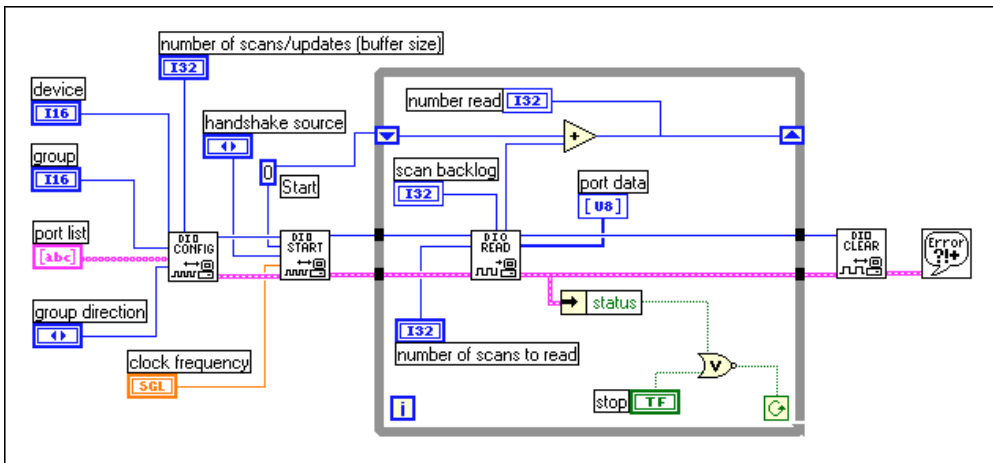 number of scans/updates (buffer size)
I32
device
I16
group
I16
port list
[abc]
group direction
clock frequency
SGL
handshake source
0
Start
DIO
CONFIG
DIO
START
number read
I32
+
scan backlog
I32
port data
[U8]
DIO
READ
I32
number of scans to read
status
V
stop
TF
i
DIO
CLEAR
Error
?!+